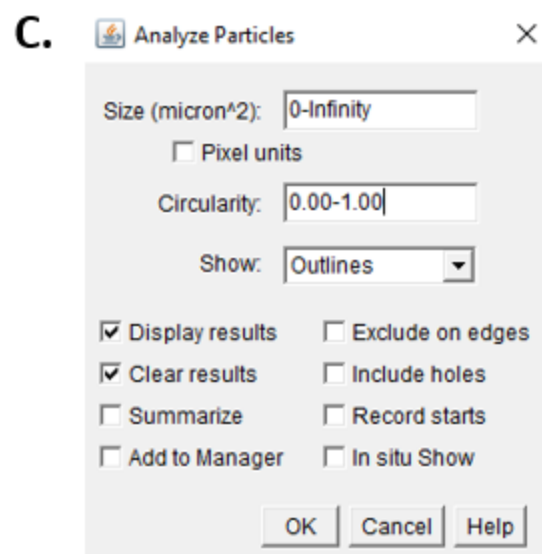 C. Analyze Particles
Size (micron^2): 0-Infinity
Pixel units
Circularity: 0.00-1.00
Show: Outlines
Display results Exclude on edges
Clear results Include holes
Summarize Record starts
Add to Manager In situ Show
OK Cancel Help